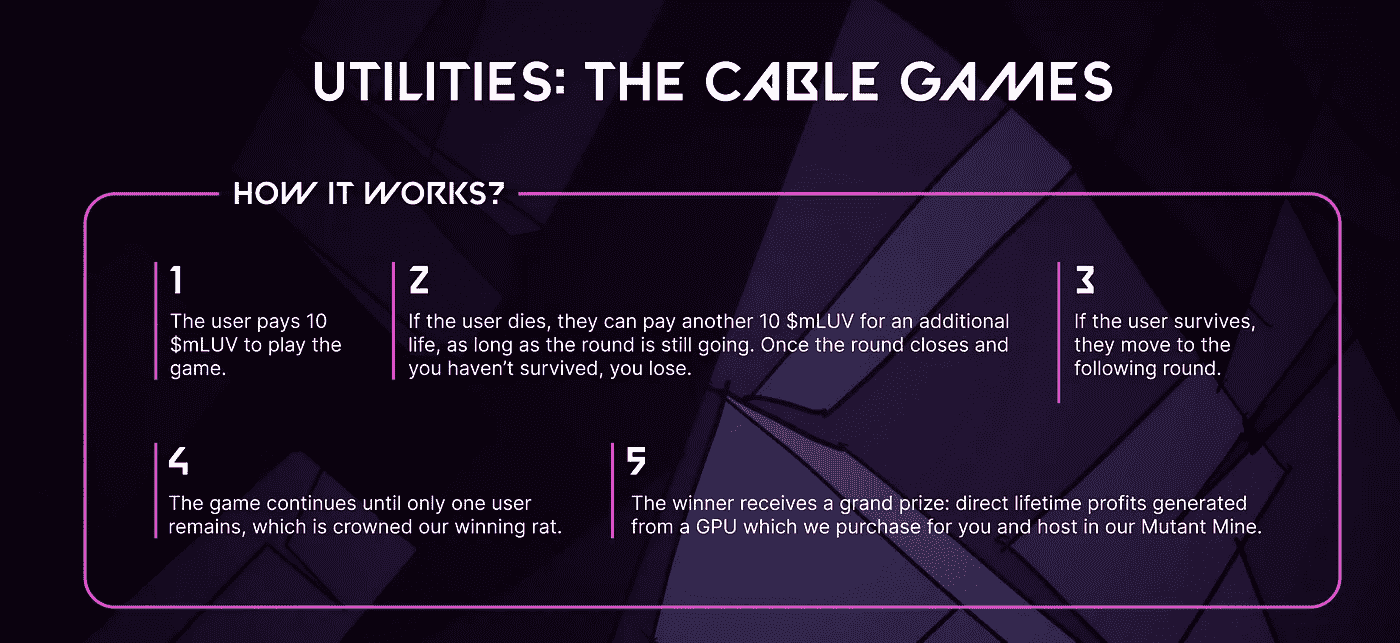 UTILITIES: THE CABLE GAMES
HOW IT WORKS?
1
The user pays 10
$mLUV to play the
game.
2
If the user dies, they can pay another 10 $mLUV for an additional
life, as long as the round is still going. Once the round closes and
you haven’t survived, you lose.
3
If the user survives,
they move to the
following round.
4
The game continues until only one user
remains, which is crowned our winning rat.
5
The winner receives a grand prize: direct lifetime profits generated
from a GPU which we purchase for you and host in our Mutant Mine.